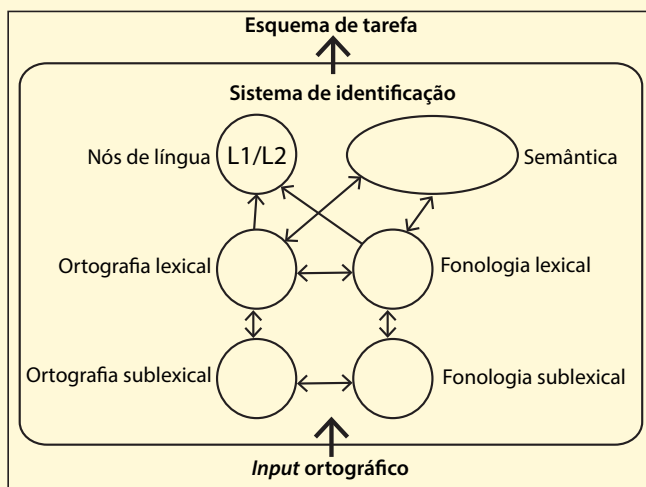 Esquema de tarefa
Sistema de identificação
Nós de língua
L1/L2
Semântica
Ortografia lexical
Fonologia lexical
Ortografia sublexical
Fonologia sublexical
Input ortográfico